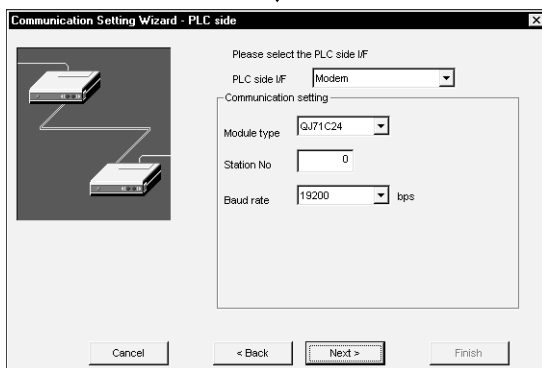 Communication Setting Wizard - PLC side
Please select the PLC side I/F
PLC side I/F Modem
Communication setting
Module type QJ71C24
Station No 0
Baud rate 19200 bps
Cancel < Back Next > Finish